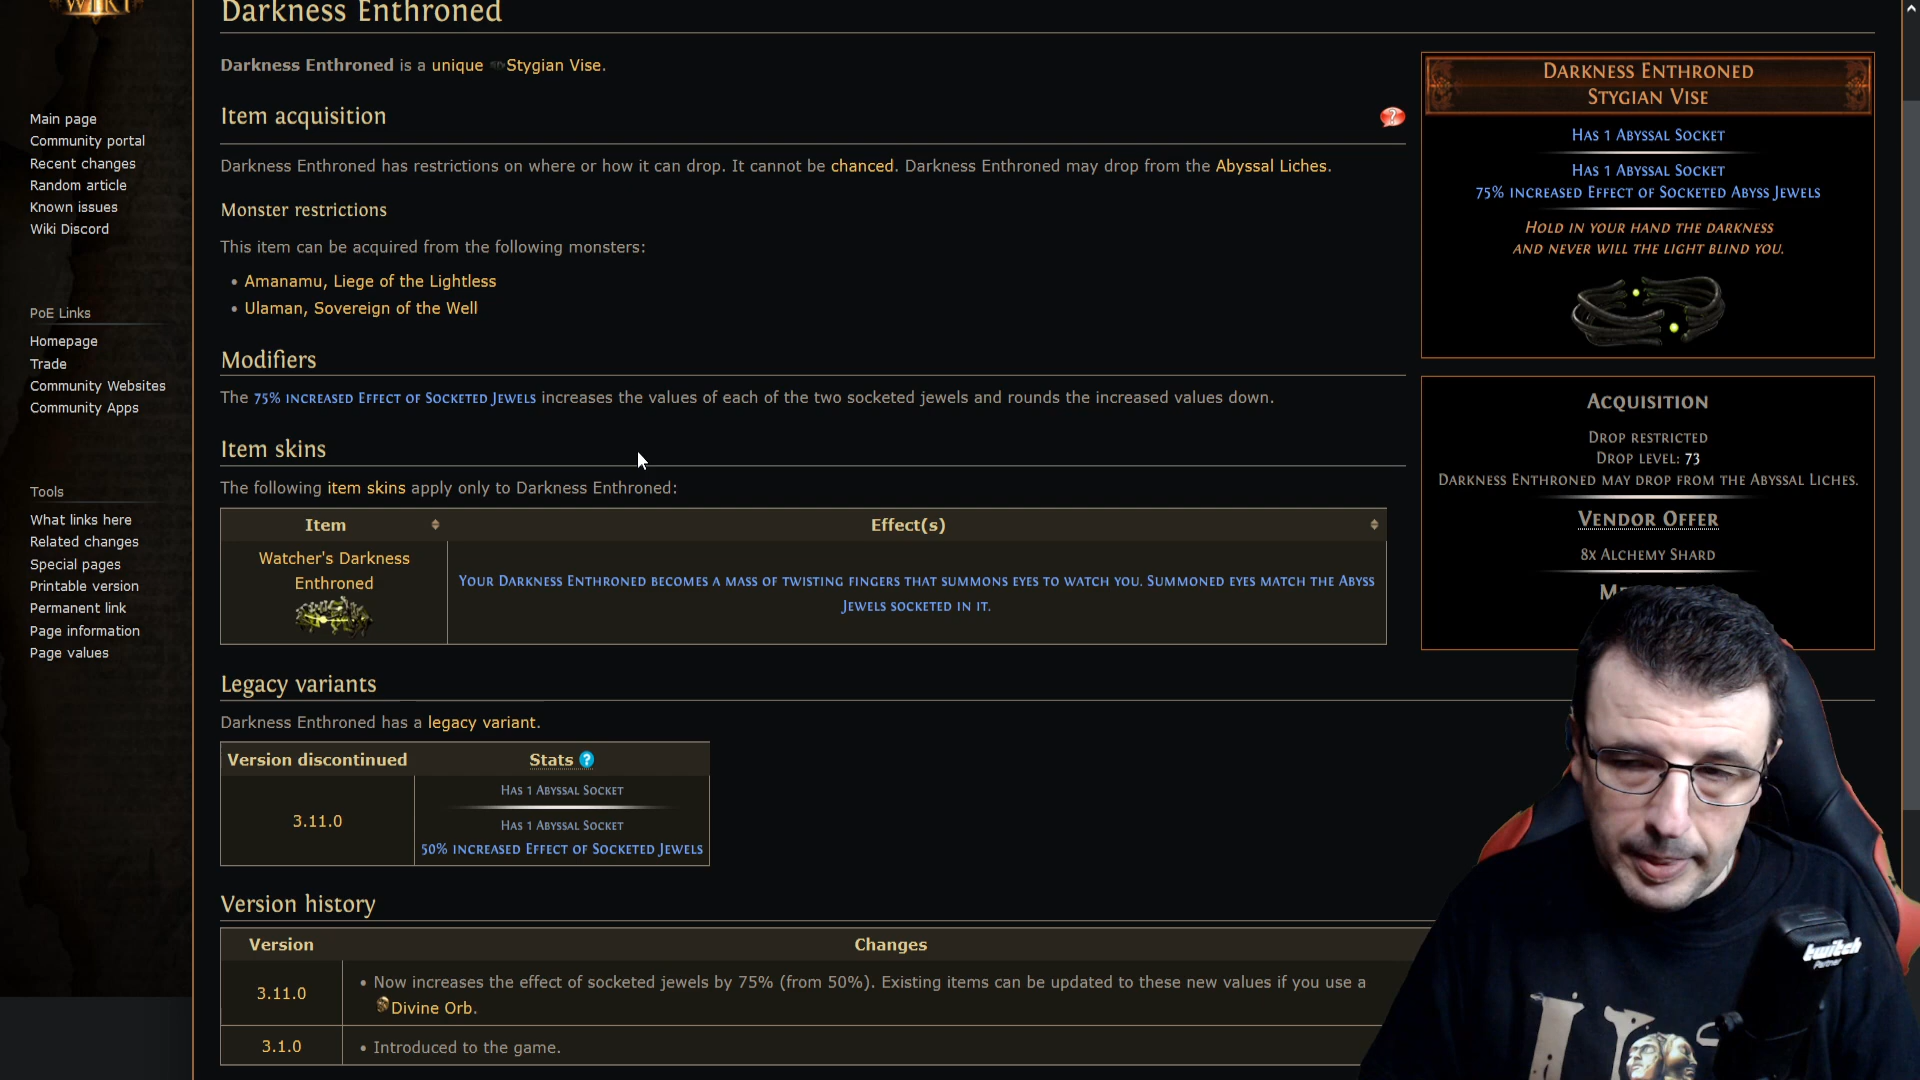 WIKI
Main page
Community portal
Recent changes
Random article
Known issues
Wiki Discord
PoE Links
Homepage
Trade
Community Websites
Community Apps
Tools
What links here
Related changes
Special pages
Printable version
Permanent link
Page information
Page values
Darkness Enthroned
Darkness Enthroned is a unique Stygian Vise.
Item acquisition
Darkness Enthroned has restrictions on where or how it can drop. It cannot be chanced. Darkness Enthroned may drop from the Abyssal Liches.
Monster restrictions
This item can be acquired from the following monsters:
• Amanamu, Liege of the Lightless
• Ulaman, Sovereign of the Well
Modifiers
The 75% increased Effect of Socketed Jewels increases the values of each of the two socketed jewels and rounds the increased values down.
Item skins
The following item skins apply only to Darkness Enthroned:
Item Effect(s)
Watcher's Darkness
Enthroned
Your Darkness Enthroned becomes a mass of twisting fingers that summons eyes to watch you. Summoned eyes match the Abyss
Jewels socketed in it.
Legacy variants
Darkness Enthroned has a legacy variant.
Version discontinued Stats ?
3.11.0
Has 1 Abyssal Socket
Has 1 Abyssal Socket
50% increased Effect of Socketed Jewels
Version history
Version Changes
3.11.0
• Now increases the effect of socketed jewels by 75% (from 50%). Existing items can be updated to these new values if you use a
Divine Orb.
3.1.0 • Introduced to the game.
?
Darkness Enthroned
Stygian Vise
Has 1 Abyssal Socket
Has 1 Abyssal Socket
75% increased Effect of Socketed Abyss Jewels
Hold in your hand the darkness
and never will the light blind you.
Acquisition
Drop restricted
Drop level: 73
Darkness Enthroned may drop from the Abyssal Liches.
Vendor Offer
8x Alchemy Shard
twitch
Partner